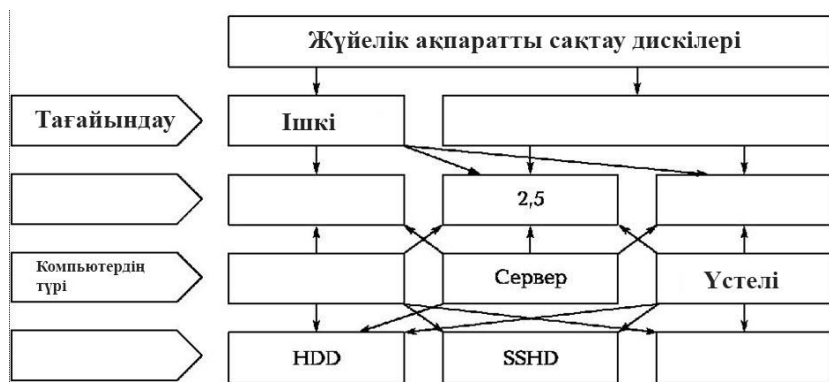 Жүйелік ақпаратты сақтау дискілері
Тағайындау
Ішкі
2,5
Компьютердің
түрі
Сервер
Үстелі
HDD
SSHD